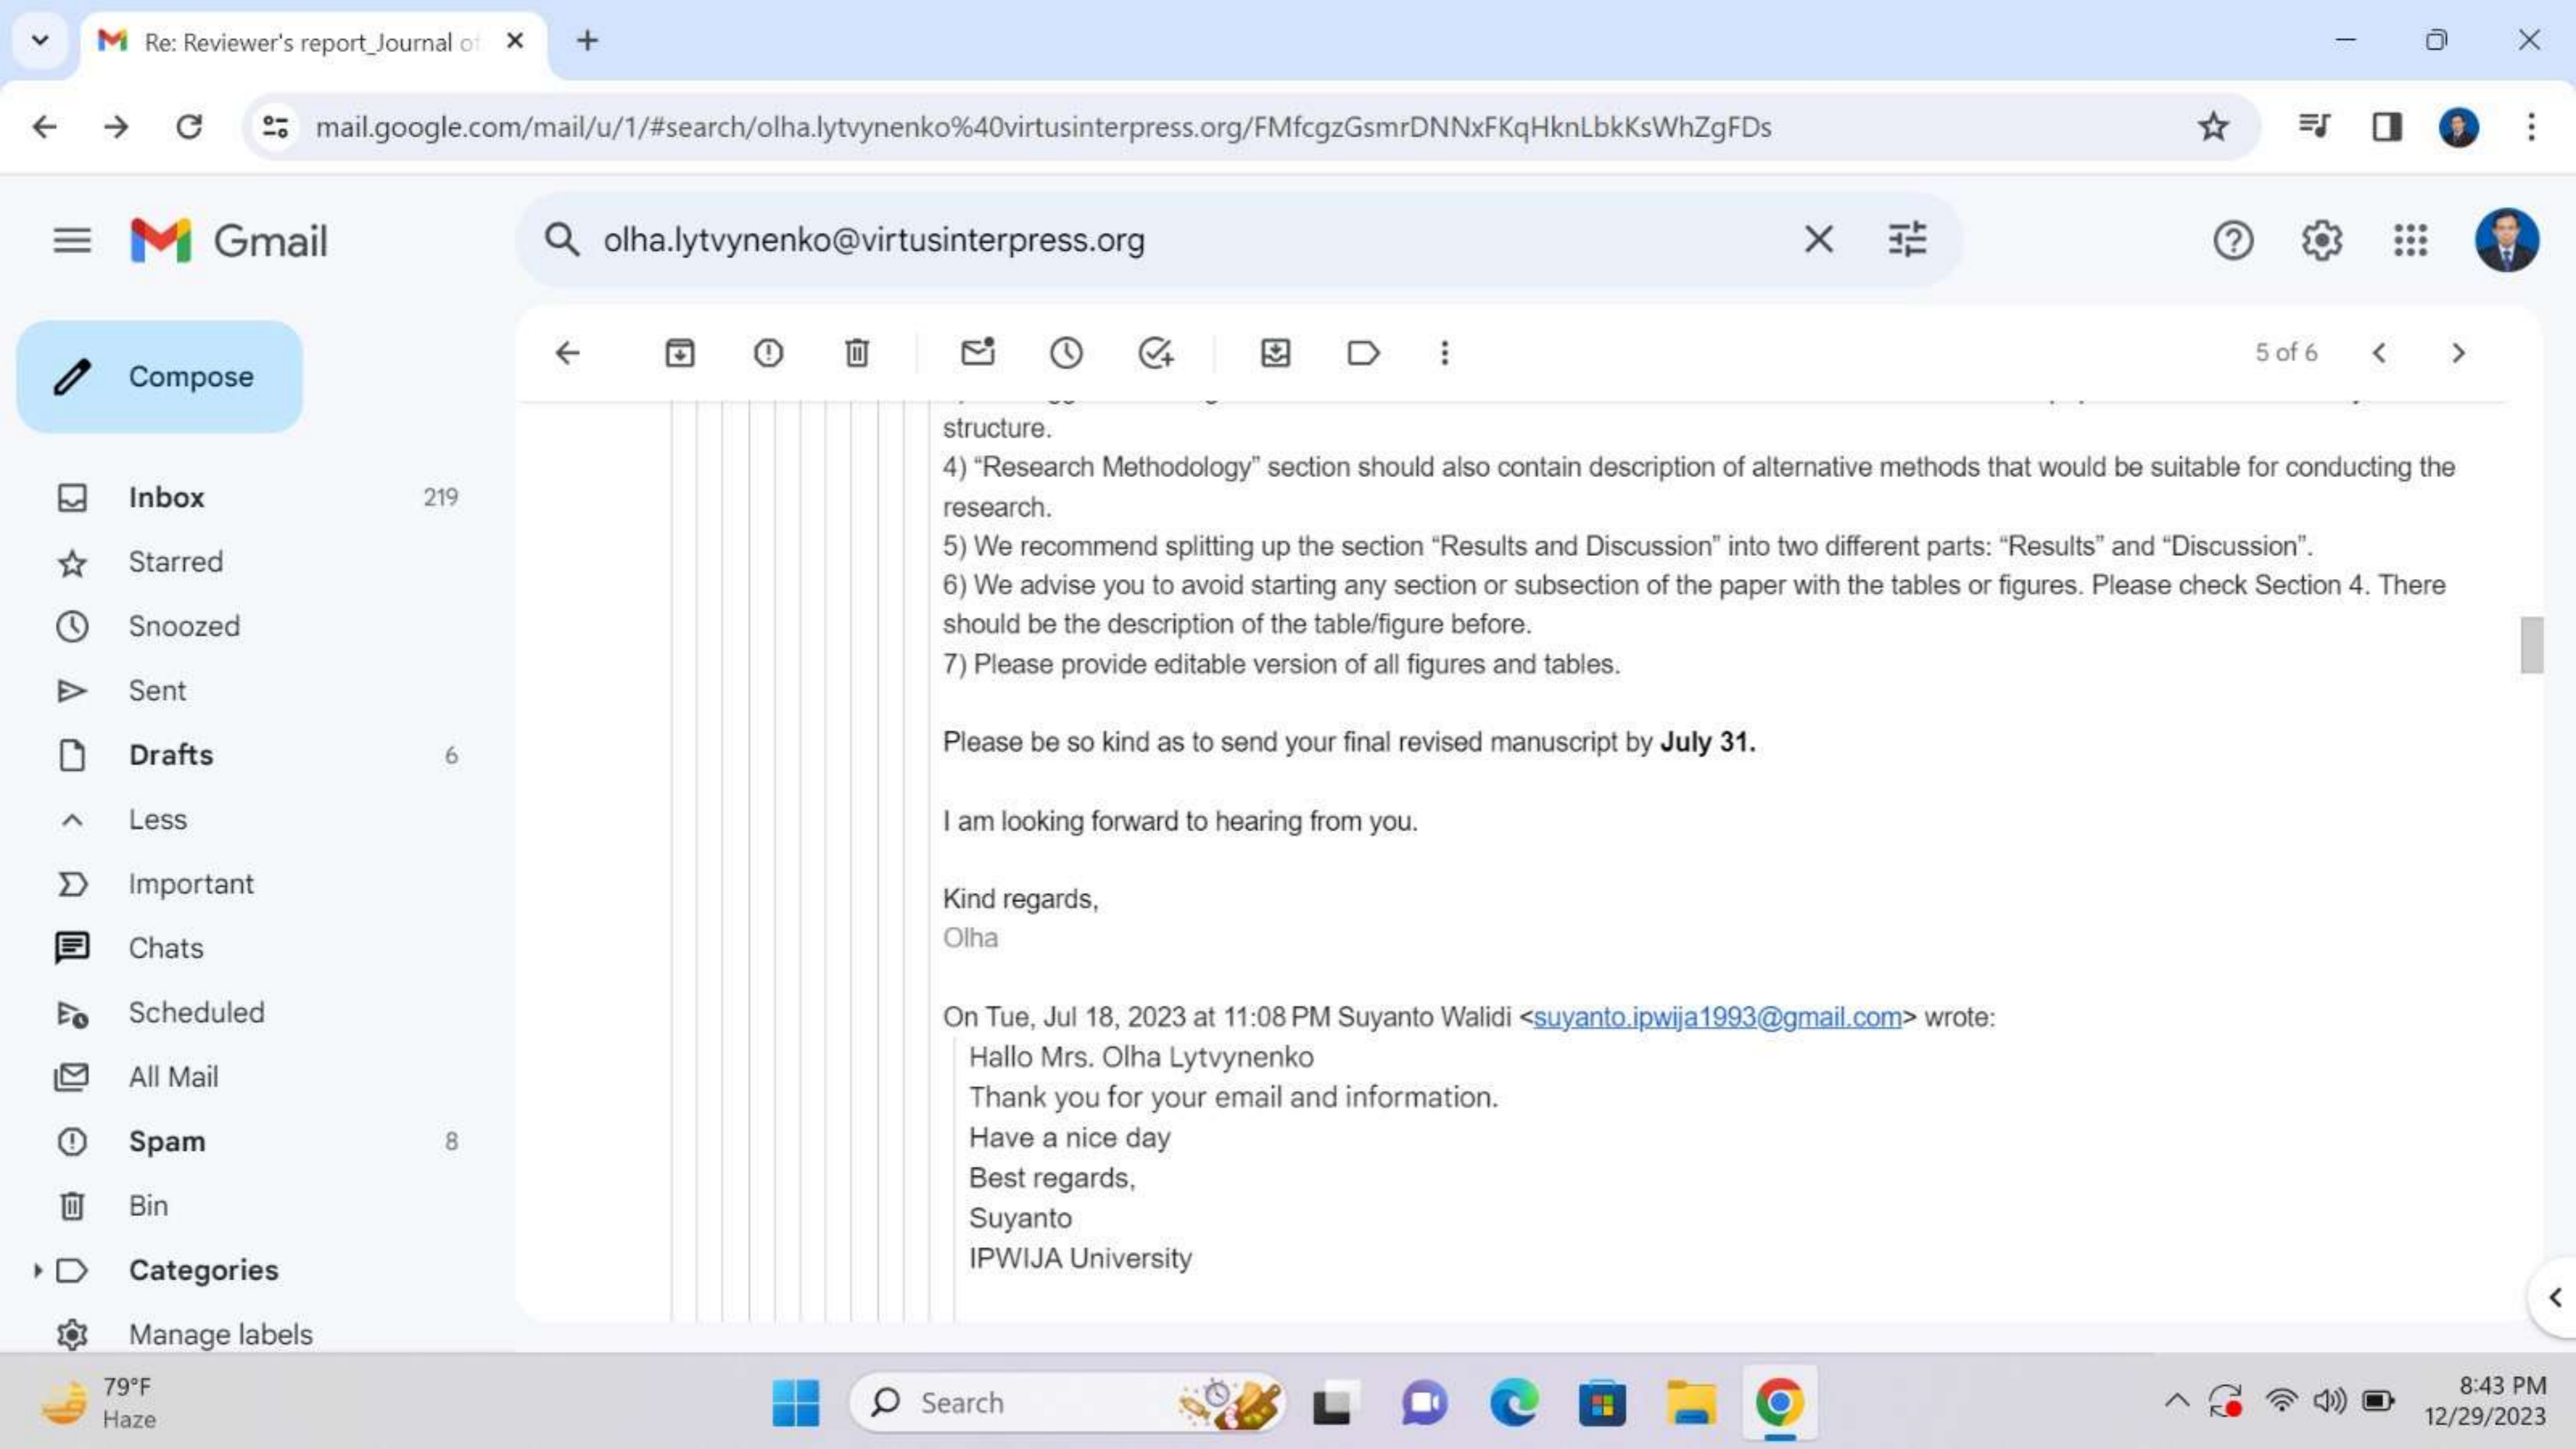 Re: Reviewer's report_Journal of
mail.google.com/mail/u/1/#search/olha.lytvynenko%40virtusinterpress.org/FMfcgzGsmrDNNxFKqHknLbkKsWhZgFDs
Gmail
olha.lytvynenko@virtusinterpress.org
Compose
5 of 6
Inbox 219
Starred
Snoozed
Sent
Drafts 6
Less
Important
Chats
Scheduled
All Mail
Spam 8
Bin
Categories
Manage labels
structure.
4) “Research Methodology” section should also contain description of alternative methods that would be suitable for conducting the
research.
5) We recommend splitting up the section “Results and Discussion” into two different parts: “Results” and “Discussion”.
6) We advise you to avoid starting any section or subsection of the paper with the tables or figures. Please check Section 4. There
should be the description of the table/figure before.
7) Please provide editable version of all figures and tables.
Please be so kind as to send your final revised manuscript by July 31.
I am looking forward to hearing from you.
Kind regards,
Olha
On Tue, Jul 18, 2023 at 11:08 PM Suyanto Walidi <suyanto.ipwija1993@gmail.com> wrote:
Hallo Mrs. Olha Lytvynenko
Thank you for your email and information.
Have a nice day
Best regards,
Suyanto
IPWIJA University
79°F
Haze
Search
8:43 PM
12/29/2023